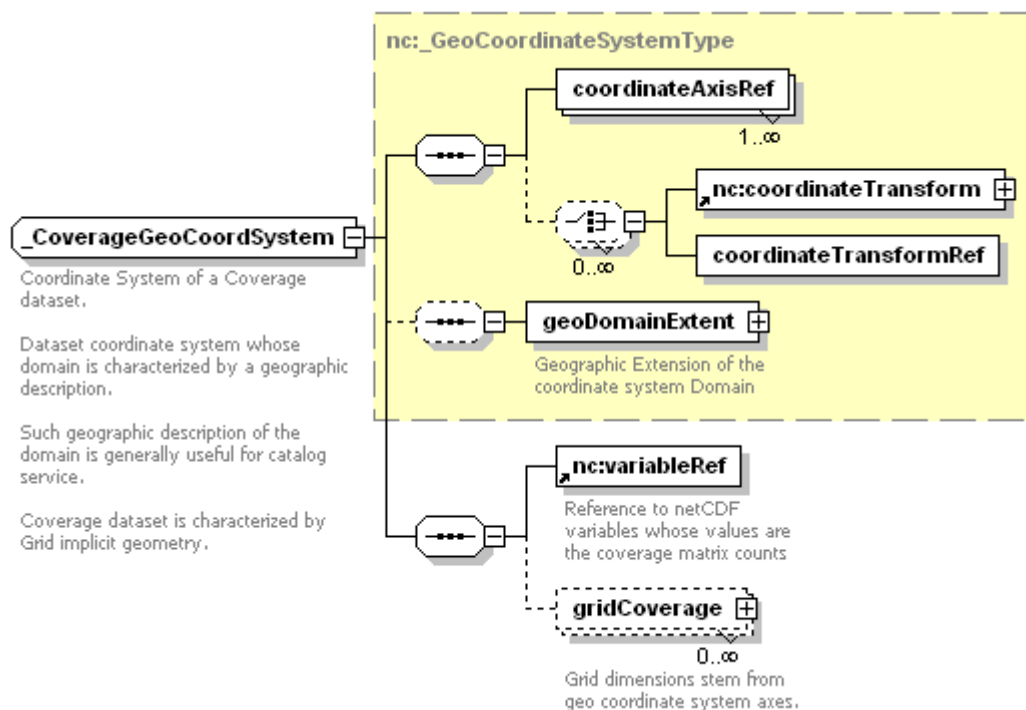 nc:_GeoCoordinateSystemType
coordinateAxisRef
1..∞
nc:coordinateTransform
0..∞
coordinateTransformRef
_CoverageGeoCoordSystem
Coordinate System of a Coverage
dataset.
Dataset coordinate system whose
domain is characterized by a geographic
description.
Such geographic description of the
domain is generally useful for catalog
service.
Coverage dataset is characterized by
Grid implicit geometry.
geoDomainExtent
Geographic Extension of the
coordinate system Domain
nc:variableRef
Reference to netCDF
variables whose values are
the coverage matrix counts
gridCoverage
0..∞
Grid dimensions stem from
geo coordinate system axes.